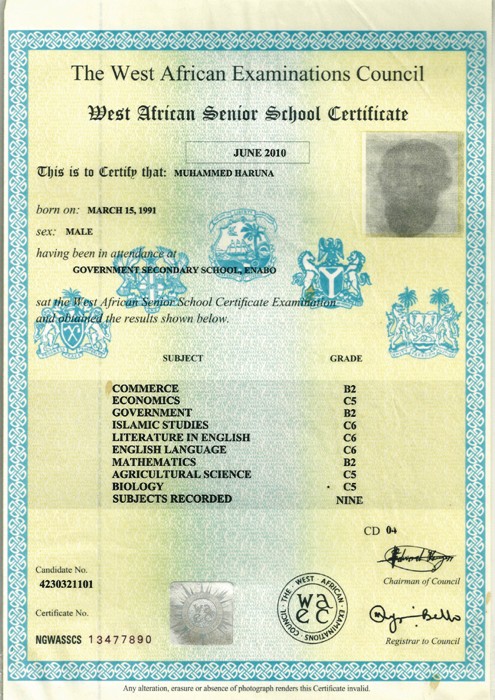 The West African Examinations Council
West African Senior School Certificate
JUNE 2010
This is to Certify that: MUHAMMED HARUNA
born on: MARCH 15, 1991
sex: MALE
having been in attendance at
GOVERNMENT SECONDARY SCHOOL, ENABO
sat the West African Senior School Certificate Examination
and obtained the results shown below.
SUBJECT GRADE
COMMERCE B2
ECONOMICS C5
GOVERNMENT B2
ISLAMIC STUDIES C6
LITERATURE IN ENGLISH C6
ENGLISH LANGUAGE C6
MATHEMATICS B2
AGRICULTURAL SCIENCE C5
BIOLOGY C5
SUBJECTS RECORDED NINE
CD 04
Chairman of Council
Candidate No.
4230321101
Certificate No.
NGWASSCS 13477890
THE · WEST · AFRICAN · EXAMINATIONS · COUNCIL
wa
ec
Registrar to Council
Any alteration, erasure or absence of photograph renders this Certificate invalid.